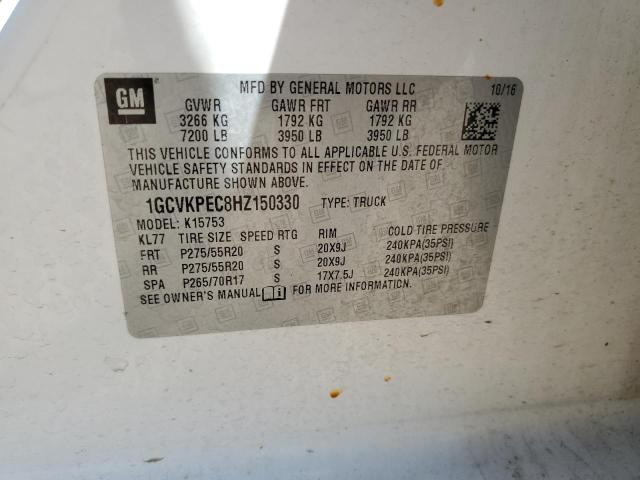 GM
MFD BY GENERAL MOTORS LLC 10/16
GVWR GAWR FRT GAWR RR
3266 KG 1792 KG 1792 KG
7200 LB 3950 LB 3950 LB
THIS VEHICLE CONFORMS TO ALL APPLICABLE U.S. FEDERAL MOTOR
VEHICLE SAFETY STANDARDS IN EFFECT ON THE DATE OF
MANUFACTURE SHOWN ABOVE.
1GCVKPEC8HZ150330 TYPE: TRUCK
MODEL: K15753
KL77 TIRE SIZE SPEED RTG RIM COLD TIRE PRESSURE
FRT P275/55R20 S 20X9J 240KPA(35PSI)
RR P275/55R20 S 20X9J 240KPA(35PSI)
SPA P265/70R17 S 17X7.5J 240KPA(35PSI)
SEE OWNER'S MANUAL i FOR MORE INFORMATION.